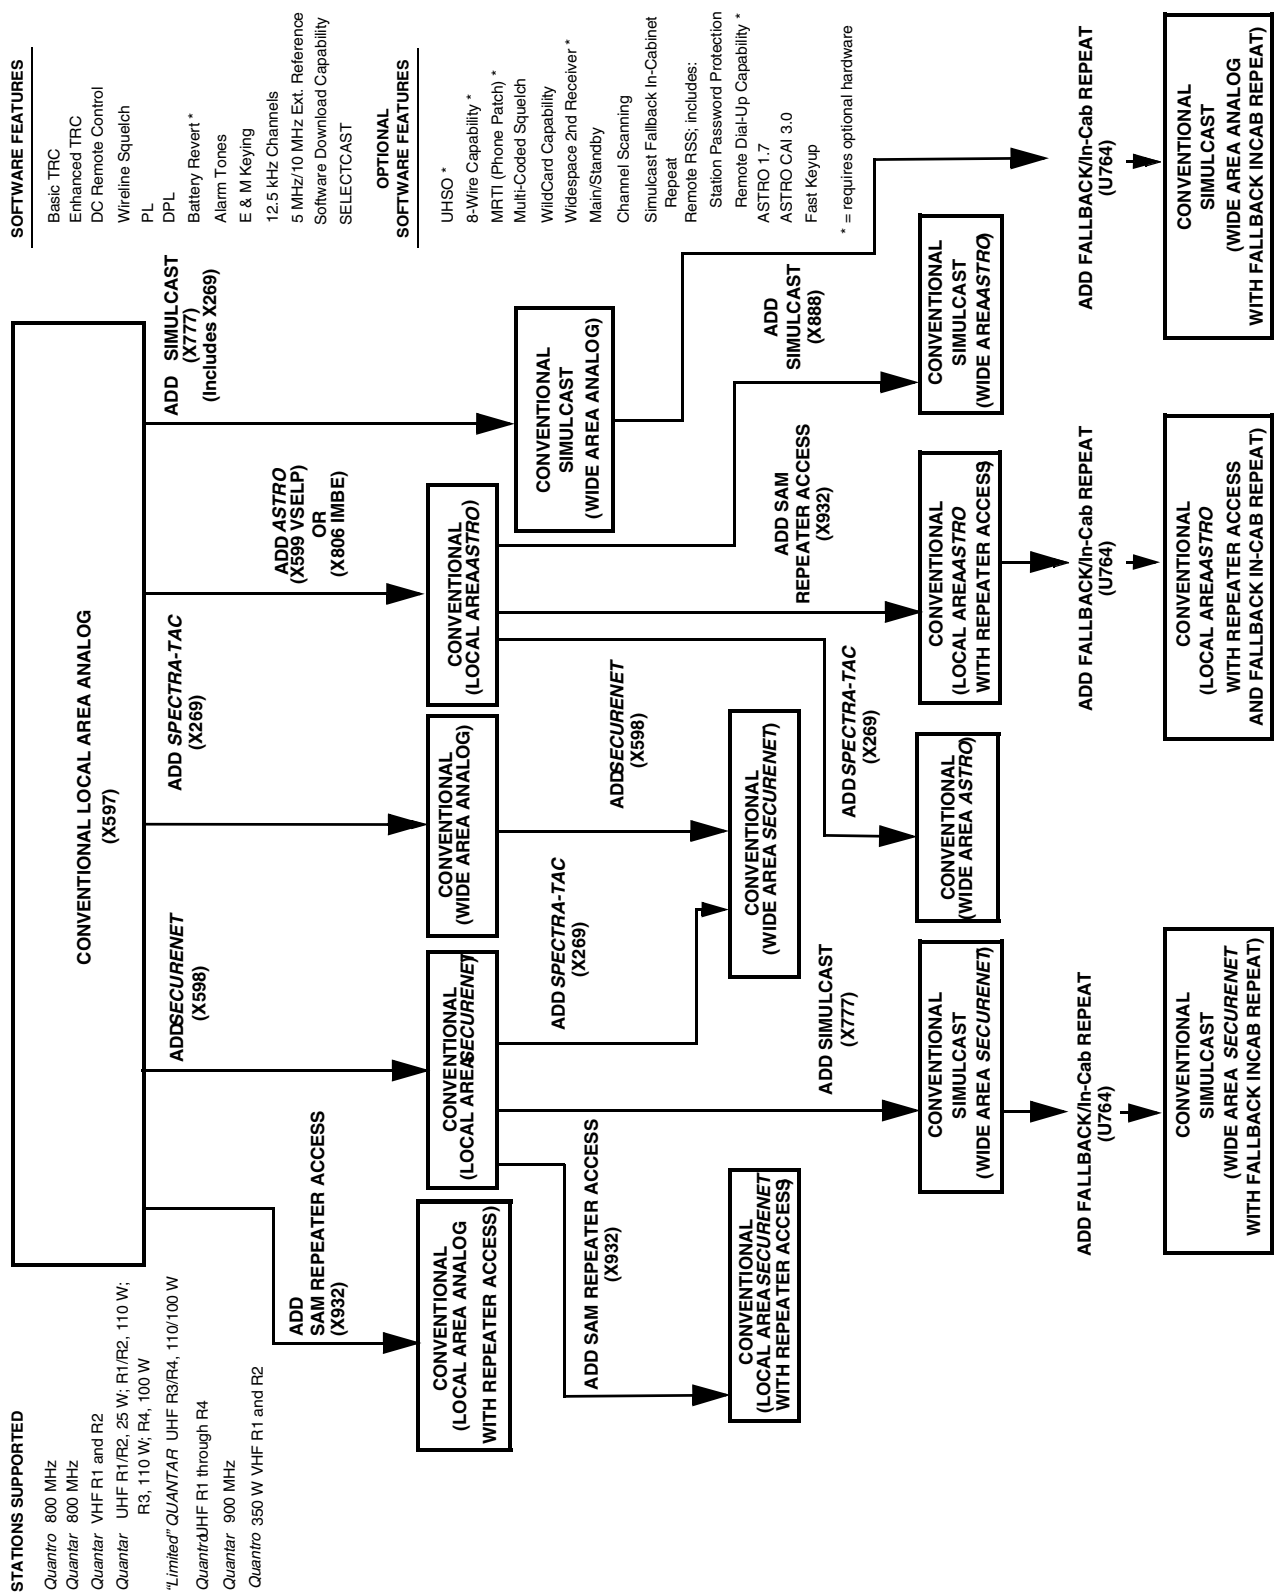 STATIONS SUPPORTED
Quantro 800 MHz
Quantar 800 MHz
Quantar VHF R1 and R2
Quantar UHF R1/R2, 25 W; R1/R2, 110 W;
R3, 110 W; R4, 100 W
"Limited" QUANTAR UHF R3/R4, 110/100 W
Quantro UHF R1 through R4
Quantar 900 MHz
Quantro 350 W VHF R1 and R2
CONVENTIONAL LOCAL AREA ANALOG
(X597)
SOFTWARE FEATURES
Basic TRC
Enhanced TRC
DC Remote Control
Wireline Squelch
PL
DPL
Battery Revert *
Alarm Tones
E & M Keying
12.5 kHz Channels
5 MHz/10 MHz Ext. Reference
Software Download Capability
SELECTCAST
OPTIONAL
SOFTWARE FEATURES
UHSO *
8-Wire Capability *
MRTI (Phone Patch) *
Multi-Coded Squelch
WildCard Capability
Widespace 2nd Receiver *
Main/Standby
Channel Scanning
Simulcast Fallback In-Cabinet
Repeat
Remote RSS; includes:
Station Password Protection
Remote Dial-Up Capability *
ASTRO 1.7
ASTRO CAI 3.0
Fast Keyup
* = requires optional hardware
ADD
SAM REPEATER ACCESS
(X932)
ADD SECURENET
(X598)
ADD SPECTRA-TAC
(X269)
ADD ASTRO
(X599 VSELP)
OR
(X806 IMBE)
ADD SIMULCAST
(X777)
(Includes X269)
CONVENTIONAL
(LOCAL AREA ANALOG
WITH REPEATER ACCESS)
CONVENTIONAL
(LOCAL AREA SECURENET)
CONVENTIONAL
(WIDE AREA ANALOG)
CONVENTIONAL
(LOCAL AREA ASTRO)
CONVENTIONAL
SIMULCAST
(WIDE AREA ANALOG)
ADD SAM REPEATER ACCESS
(X932)
ADD SPECTRA-TAC
(X269)
ADD SECURENET
(X598)
CONVENTIONAL
(LOCAL AREA SECURENET
WITH REPEATER ACCESS)
CONVENTIONAL
(WIDE AREA SECURENET)
ADD SIMULCAST
(X777)
ADD SPECTRA-TAC
(X269)
ADD SAM
REPEATER ACCESS
(X932)
ADD
SIMULCAST
(X888)
CONVENTIONAL
SIMULCAST
(WIDE AREA SECURENET)
CONVENTIONAL
(WIDE AREA ASTRO)
CONVENTIONAL
(LOCAL AREA ASTRO
WITH REPEATER ACCESS)
CONVENTIONAL
SIMULCAST
(WIDE AREA ASTRO)
ADD FALLBACK/In-Cab REPEAT
(U764)
ADD FALLBACK/In-Cab REPEAT
(U764)
ADD FALLBACK/In-Cab REPEAT
(U764)
CONVENTIONAL
SIMULCAST
(WIDE AREA SECURENET
WITH FALLBACK INCAB REPEAT)
CONVENTIONAL
(LOCAL AREA ASTRO
WITH REPEATER ACCESS
AND FALLBACK IN-CAB REPEAT)
CONVENTIONAL
SIMULCAST
(WIDE AREA ANALOG
WITH FALLBACK INCAB REPEAT)